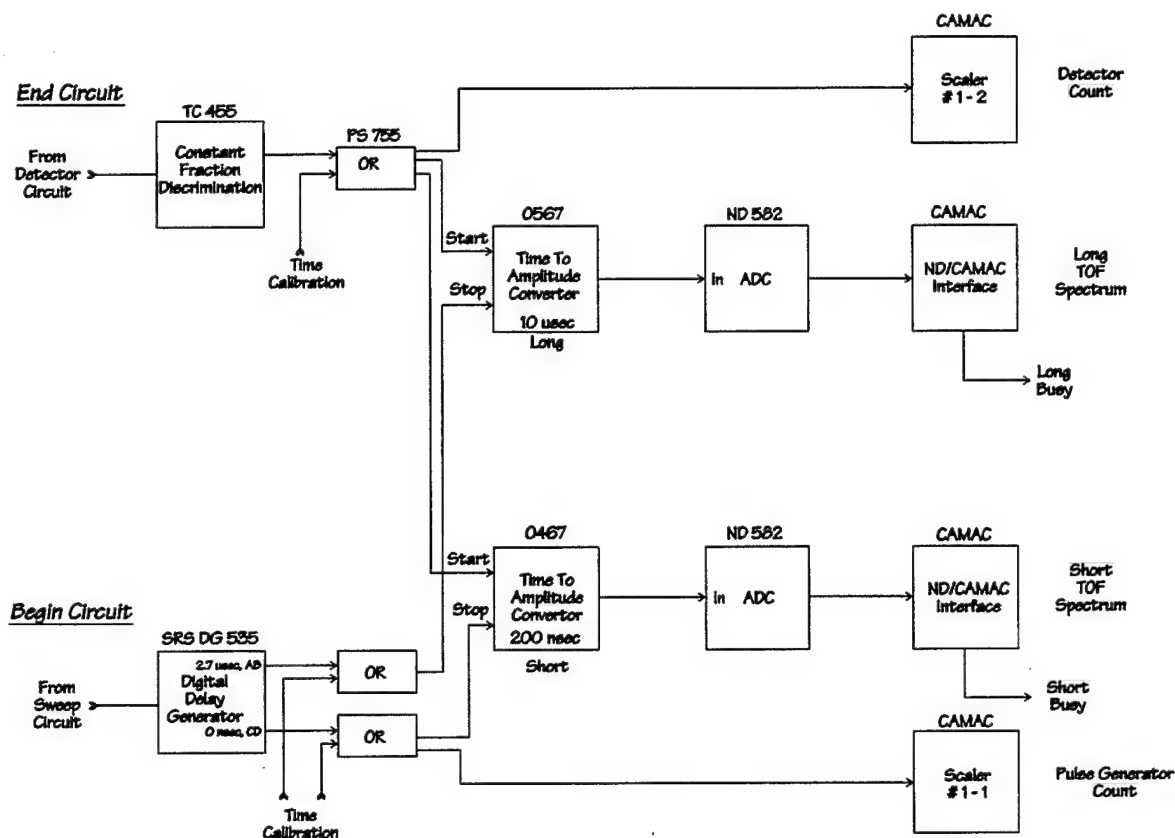 CAMAC
Scaler
# 1 - 2
Detector
Count
End Circuit
TC 455
Constant
Fraction
Discrimination
From
Detector
Circuit
PS 755
OR
Time
Calibration
0567
Start
Stop
Time To
Amplitude
Converter
10 usec
Long
ND 582
In ADC
CAMAC
ND/CAMAC
Interface
Long
TOF
Spectrum
Long
Busy
0467
Start
Stop
Time To
Amplitude
Convertor
200 nsec
Short
ND 582
In ADC
CAMAC
ND/CAMAC
Interface
Short
TOF
Spectrum
Short
Busy
Begin Circuit
SRS DG 535
2.7 usec, AB
Digital
Delay
Generator
0 nsec, CD
From
Sweep
Circuit
OR
OR
Time
Calibration
CAMAC
Scaler
# 1 - 1
Pulse Generator
Count